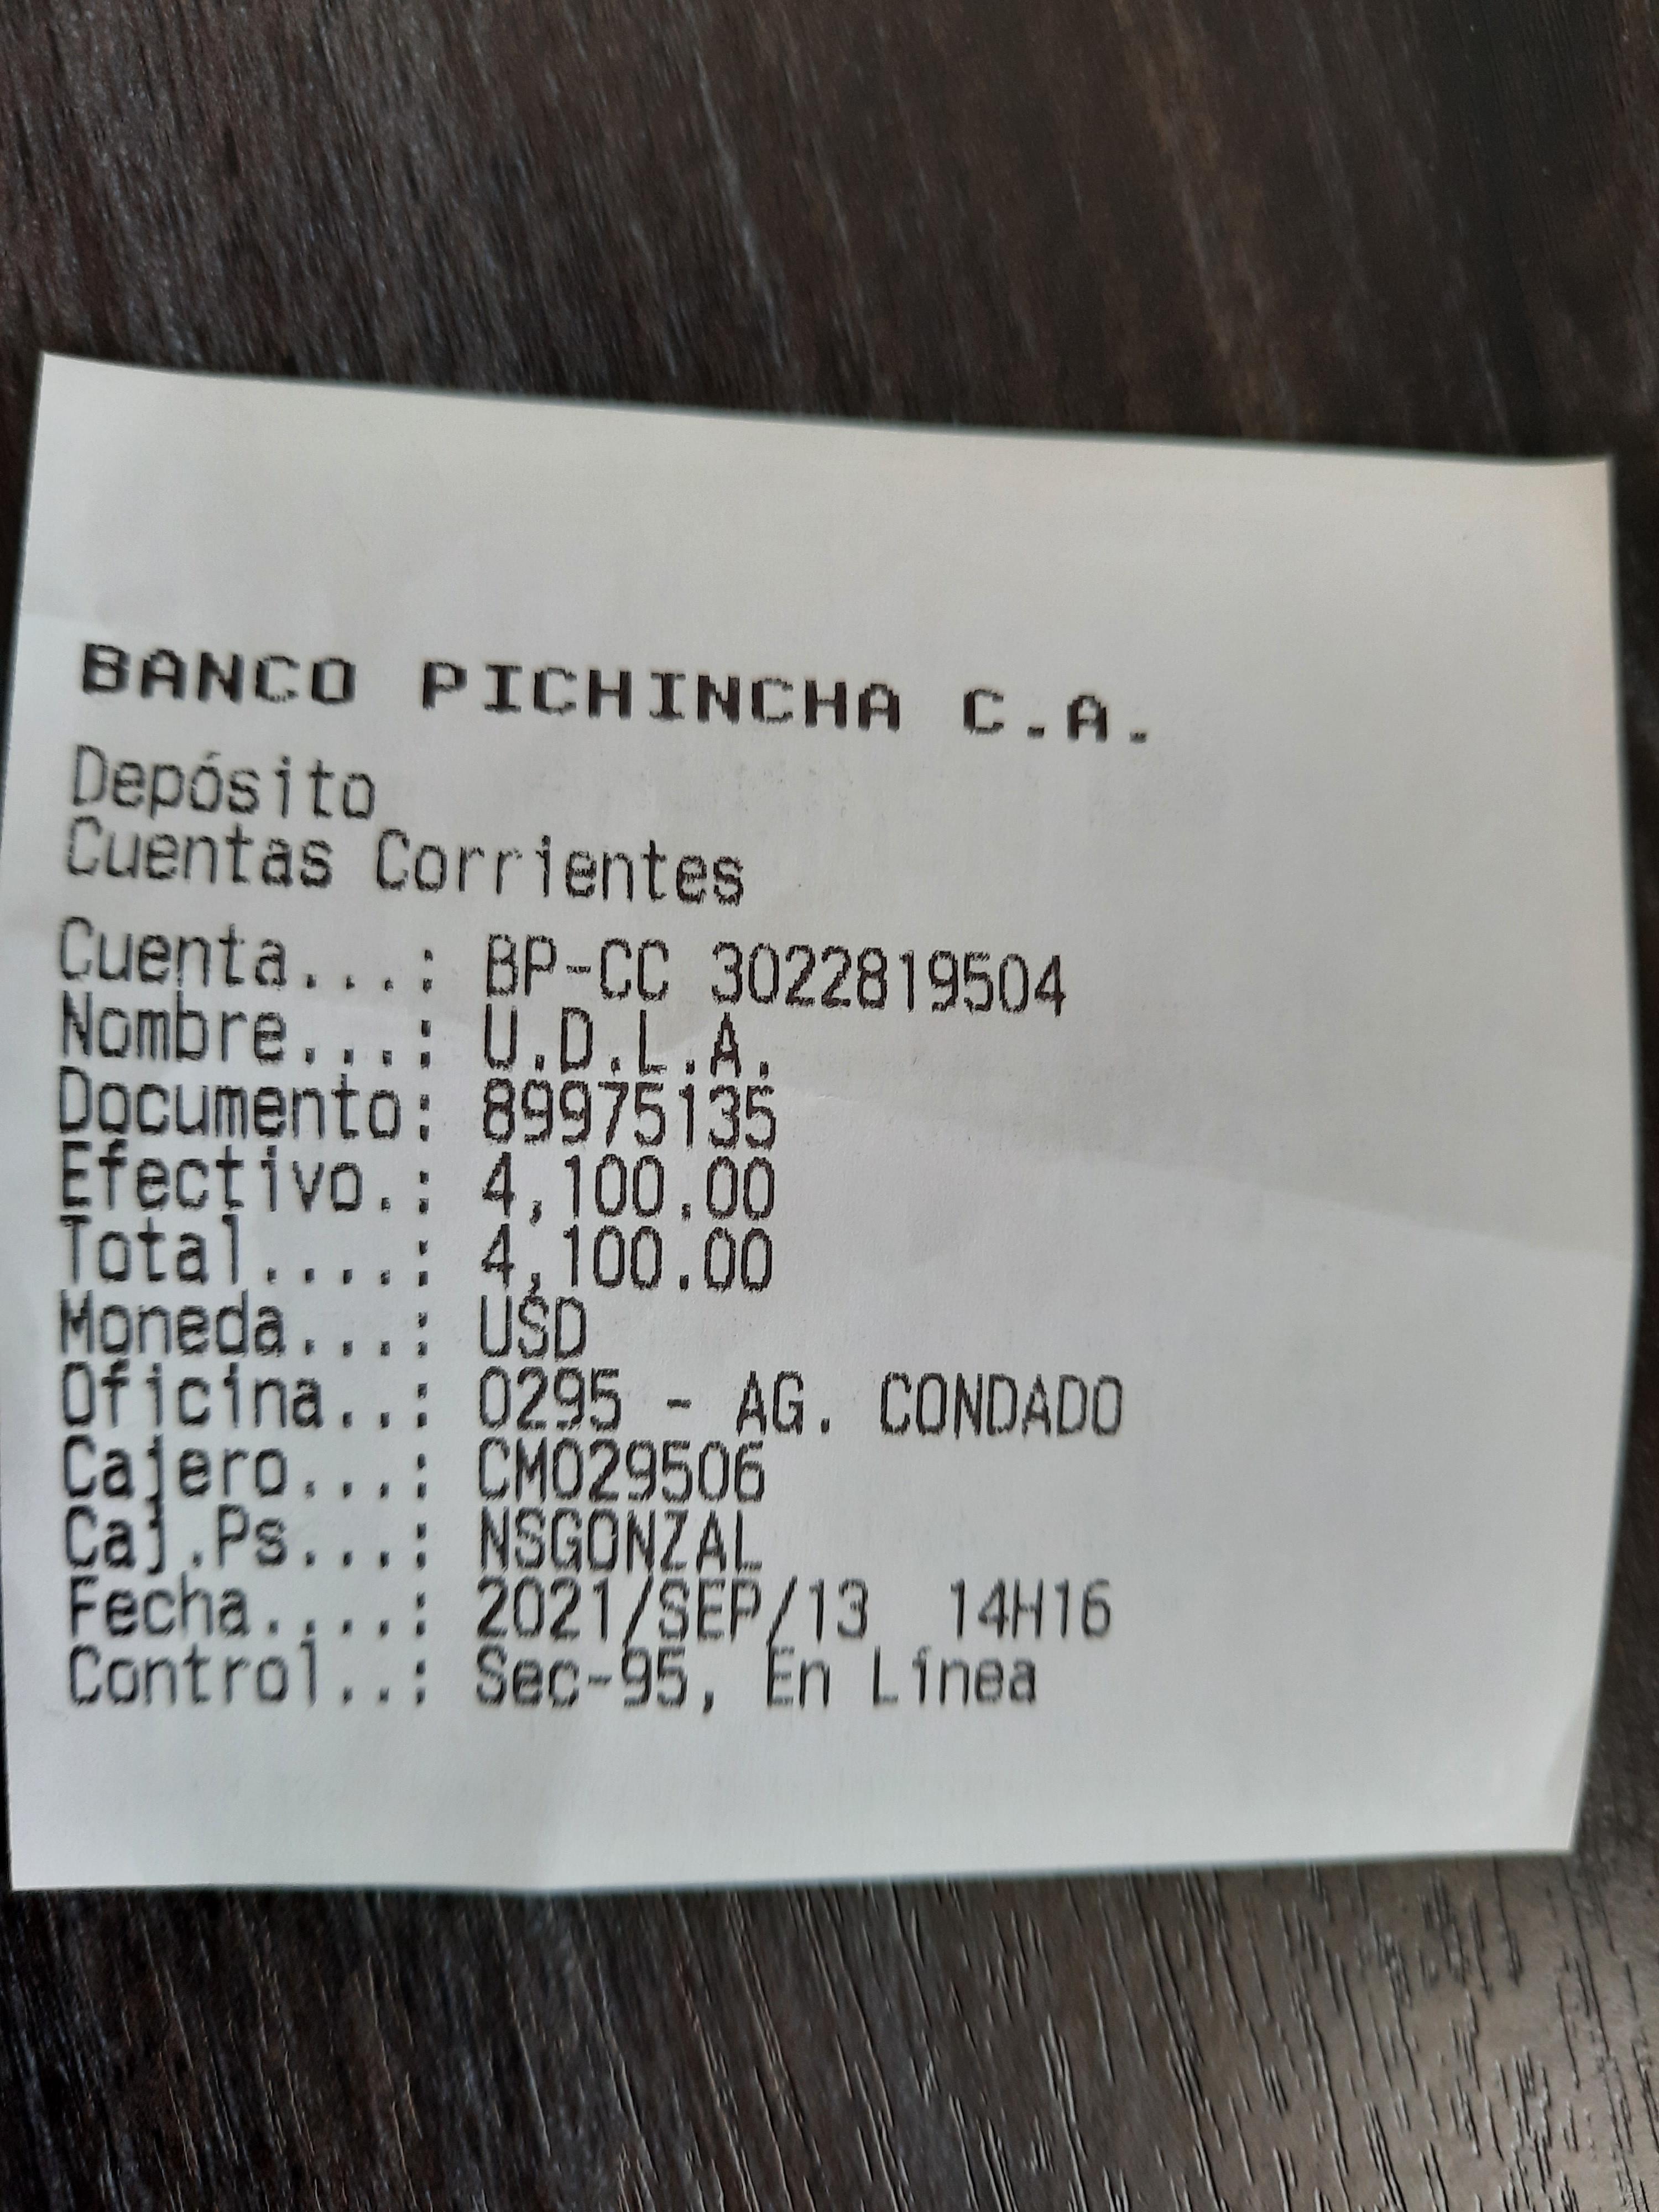 BANCO PICHINCHA C.A.
Depósito
Cuentas Corrientes
Cuenta...: BP-CC 3022819504
Nombre...: U.D.L.A.
Documento: 89975135
Efectivo.: 4,100.00
Total....: 4,100.00
Moneda...: USD
Oficina..: 0295 - AG. CONDADO
Cajero...: CM029506
Caj.Ps...: NSGONZAL
Fecha....: 2021/SEP/13  14H16
Control..: Sec-95, En Línea